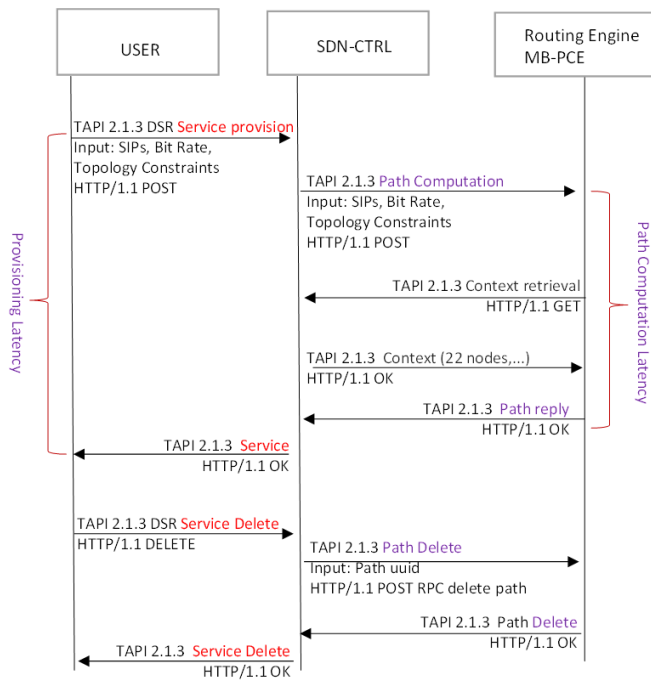 USER
SDN-CTRL
Routing Engine
MB-PCE
TAPI 2.1.3 DSR Service provision
Input: SIPs, Bit Rate,
Topology Constraints
HTTP/1.1 POST
TAPI 2.1.3 Path Computation
Input: SIPs, Bit Rate,
Topology Constraints
HTTP/1.1 POST
Provisioning Latency
Path Computation Latency
TAPI 2.1.3 Context retrieval
HTTP/1.1 GET
TAPI 2.1.3 Context (22 nodes,...)
HTTP/1.1 OK
TAPI 2.1.3 Path reply
HTTP/1.1 OK
TAPI 2.1.3 Service
HTTP/1.1 OK
TAPI 2.1.3 DSR Service Delete
HTTP/1.1 DELETE
TAPI 2.1.3 Path Delete
Input: Path uuid
HTTP/1.1 POST RPC delete path
TAPI 2.1.3 Path Delete
HTTP/1.1 OK
TAPI 2.1.3 Service Delete
HTTP/1.1 OK